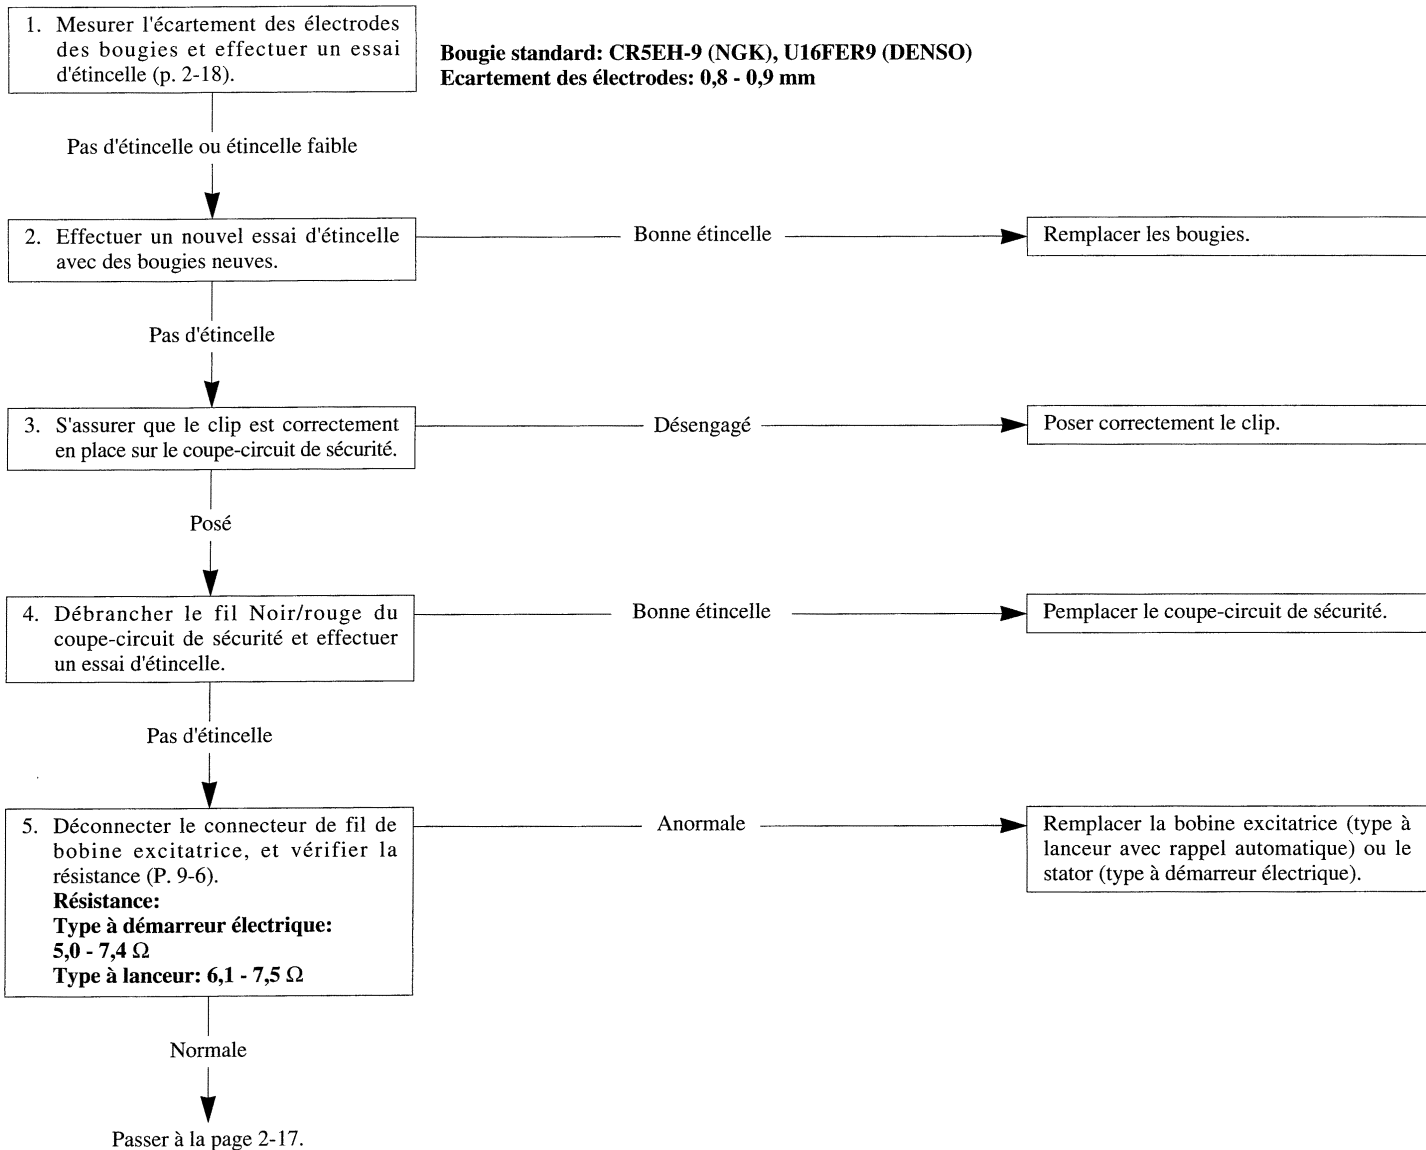 1. Mesurer l'écartement des électrodes
des bougies et effectuer un essai
d'étincelle (p. 2-18).
Bougie standard: CR5EH-9 (NGK), U16FER9 (DENSO)
Ecartement des électrodes: 0,8 - 0,9 mm
Pas d'étincelle ou étincelle faible
2. Effectuer un nouvel essai d'étincelle
avec des bougies neuves.
Bonne étincelle
Remplacer les bougies.
Pas d'étincelle
3. S'assurer que le clip est correctement
en place sur le coupe-circuit de sécurité.
Désengagé
Poser correctement le clip.
Posé
4. Débrancher le fil Noir/rouge du
coupe-circuit de sécurité et effectuer
un essai d'étincelle.
Bonne étincelle
Pemplacer le coupe-circuit de sécurité.
Pas d'étincelle
5. Déconnecter le connecteur de fil de
bobine excitatrice, et vérifier la
résistance (P. 9-6).
Résistance:
Type à démarreur électrique:
5,0 - 7,4 Ω
Type à lanceur: 6,1 - 7,5 Ω
Anormale
Remplacer la bobine excitatrice (type à
lanceur avec rappel automatique) ou le
stator (type à démarreur électrique).
Normale
Passer à la page 2-17.